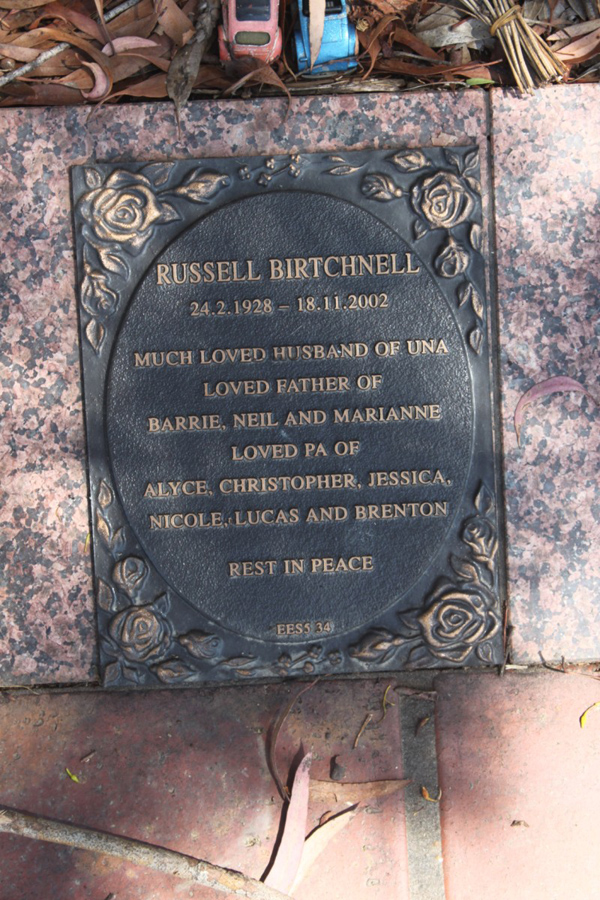 RUSSELL BIRTCHNELL
24.2.1928 – 18.11.2002
MUCH LOVED HUSBAND OF UNA
LOVED FATHER OF
BARRIE, NEIL AND MARIANNE
LOVED PA OF
ALYCE, CHRISTOPHER, JESSICA,
NICOLE, LUCAS AND BRENTON
REST IN PEACE
EES5 34